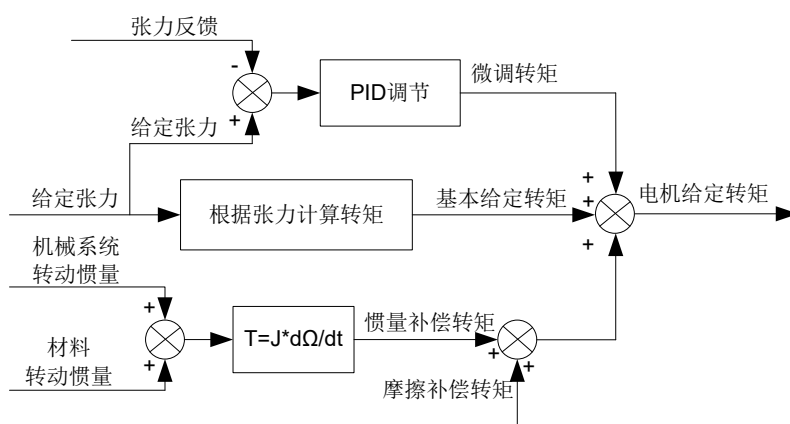 张力反馈
-
PID调节
微调转矩
+
给定张力
给定张力
根据张力计算转矩
基本给定转矩
+
+
+
电机给定转矩
机械系统
转动惯量
+
T=J*dΩ/dt
惯量补偿转矩
材料
转动惯量
+
+
+
摩擦补偿转矩